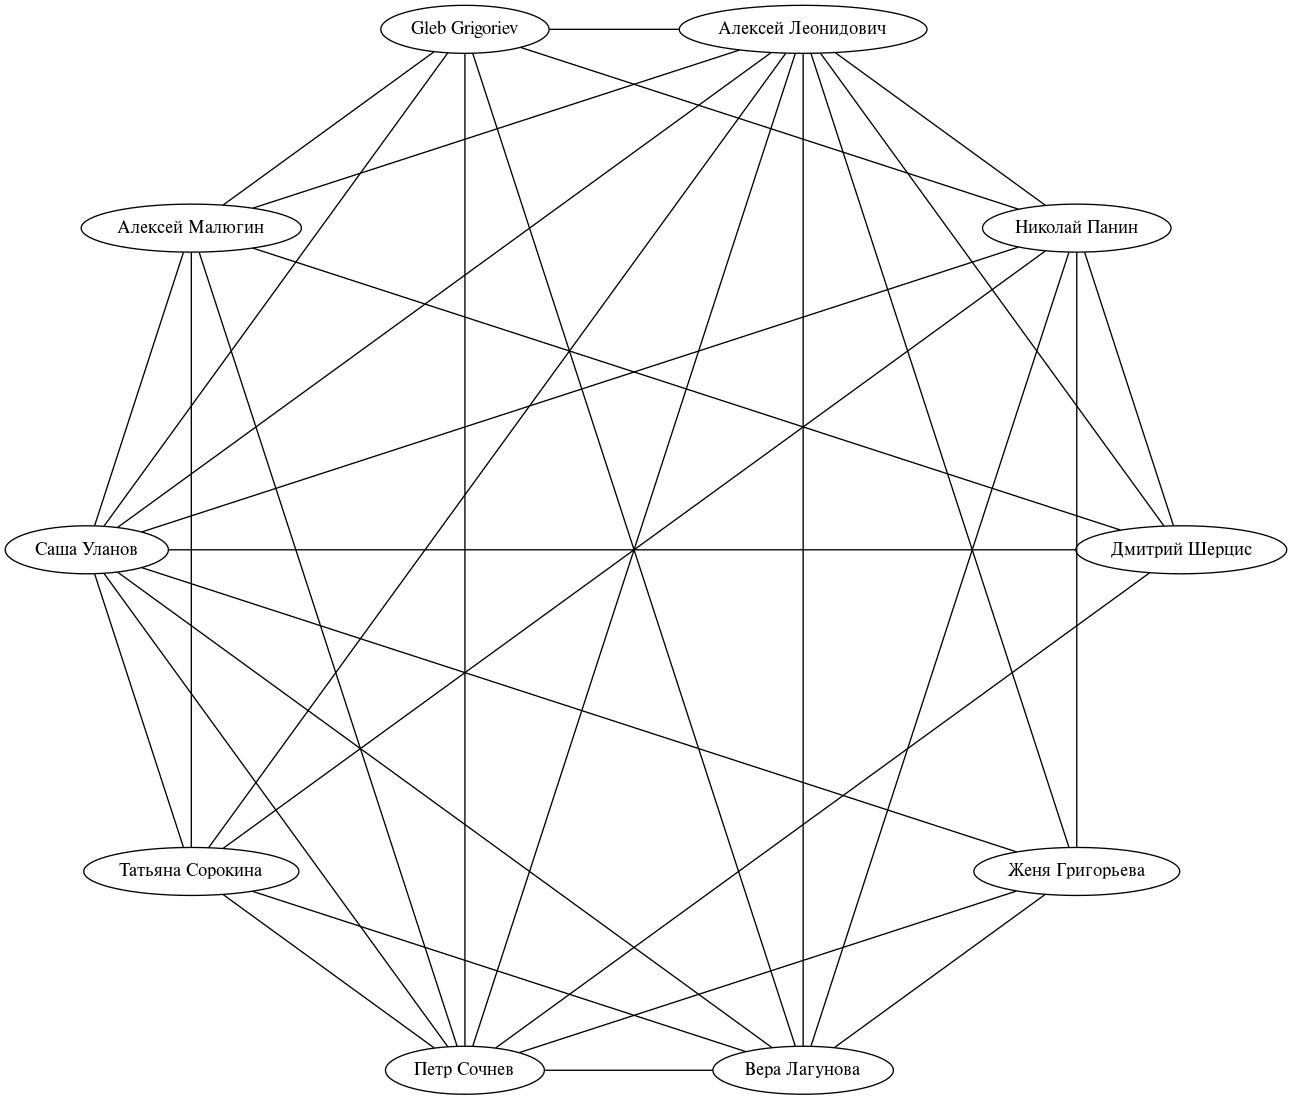 Gleb Grigoriev
Алексей Леонидович
Алексей Малюгин
Николай Панин
Саша Уланов
Дмитрий Шерцис
Татьяна Сорокина
Женя Григорьева
Петр Сочнев
Вера Лагунова